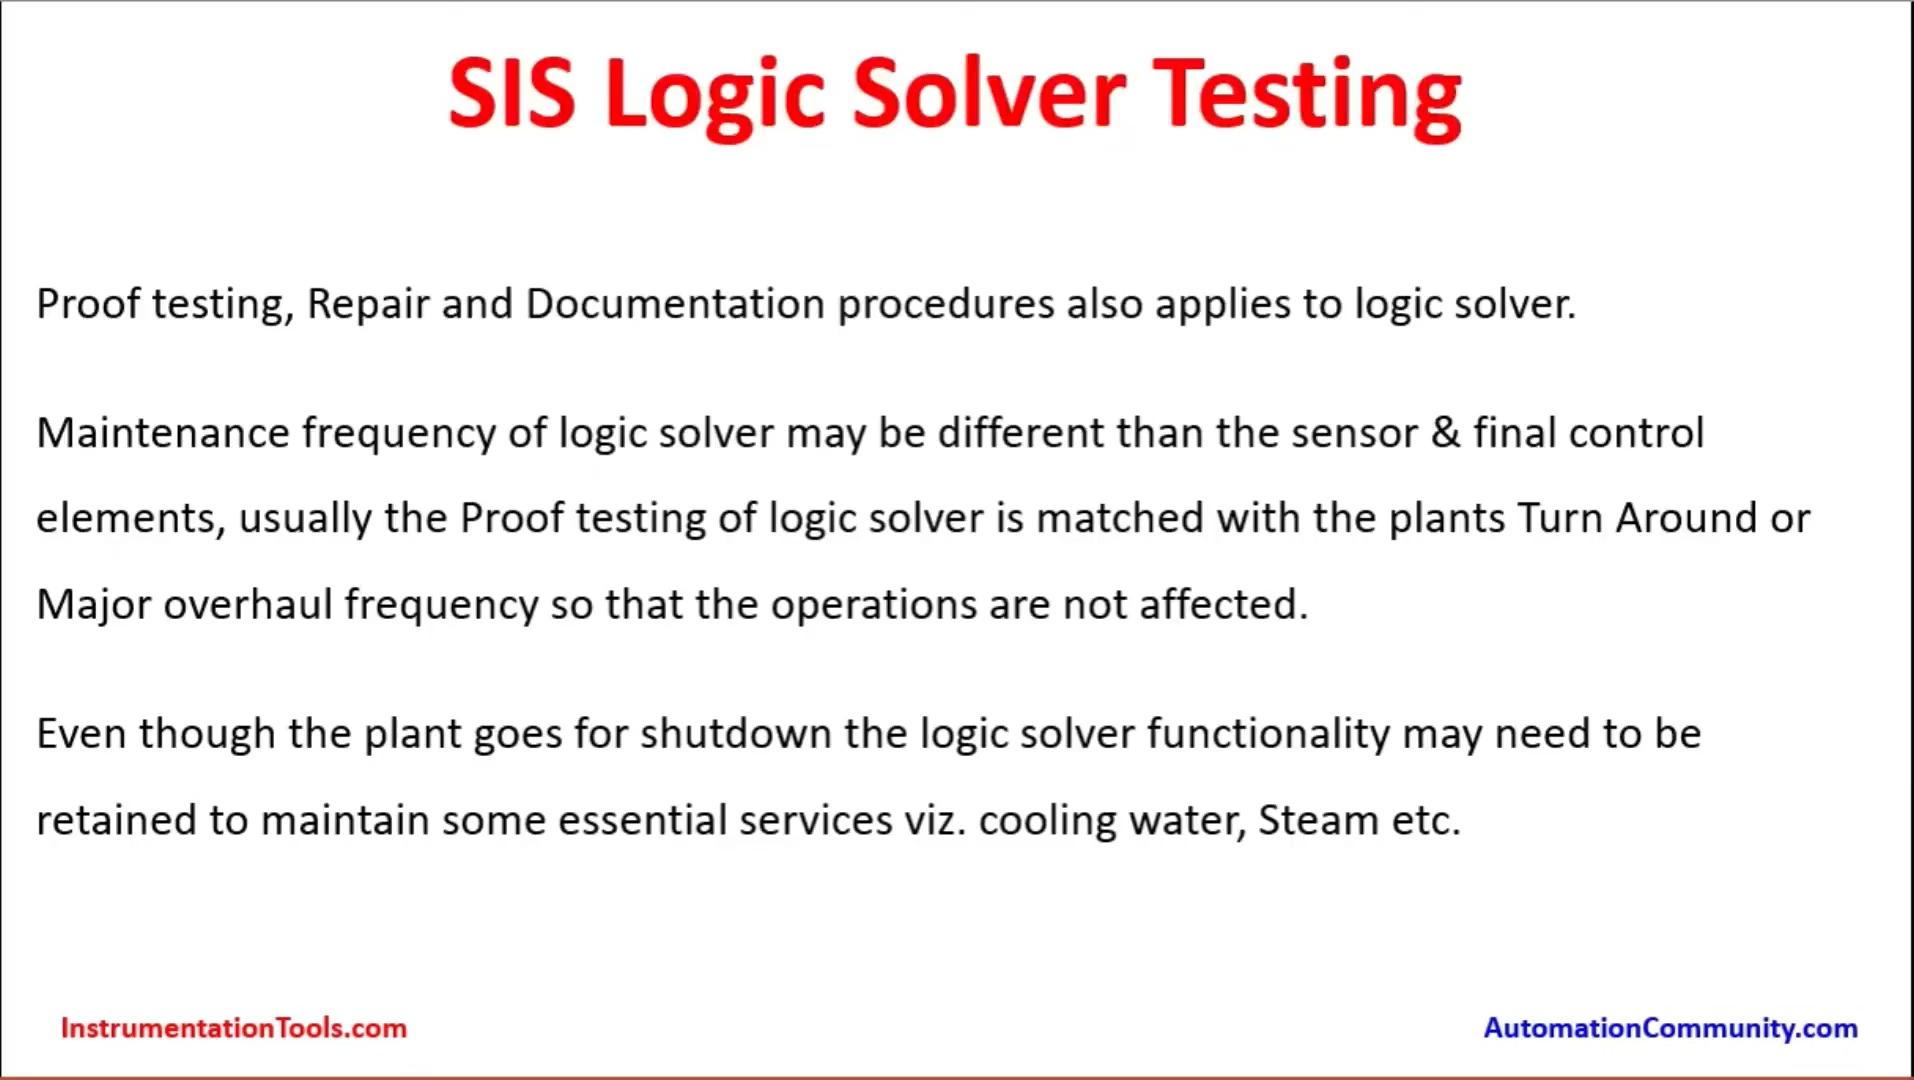 SIS Logic Solver Testing
Proof testing, Repair and Documentation procedures also applies to logic solver.
Maintenance frequency of logic solver may be different than the sensor & final control
elements, usually the Proof testing of logic solver is matched with the plants Turn Around or
Major overhaul frequency so that the operations are not affected.
Even though the plant goes for shutdown the logic solver functionality may need to be
retained to maintain some essential services viz. cooling water, Steam etc.
InstrumentationTools.com
AutomationCommunity.com